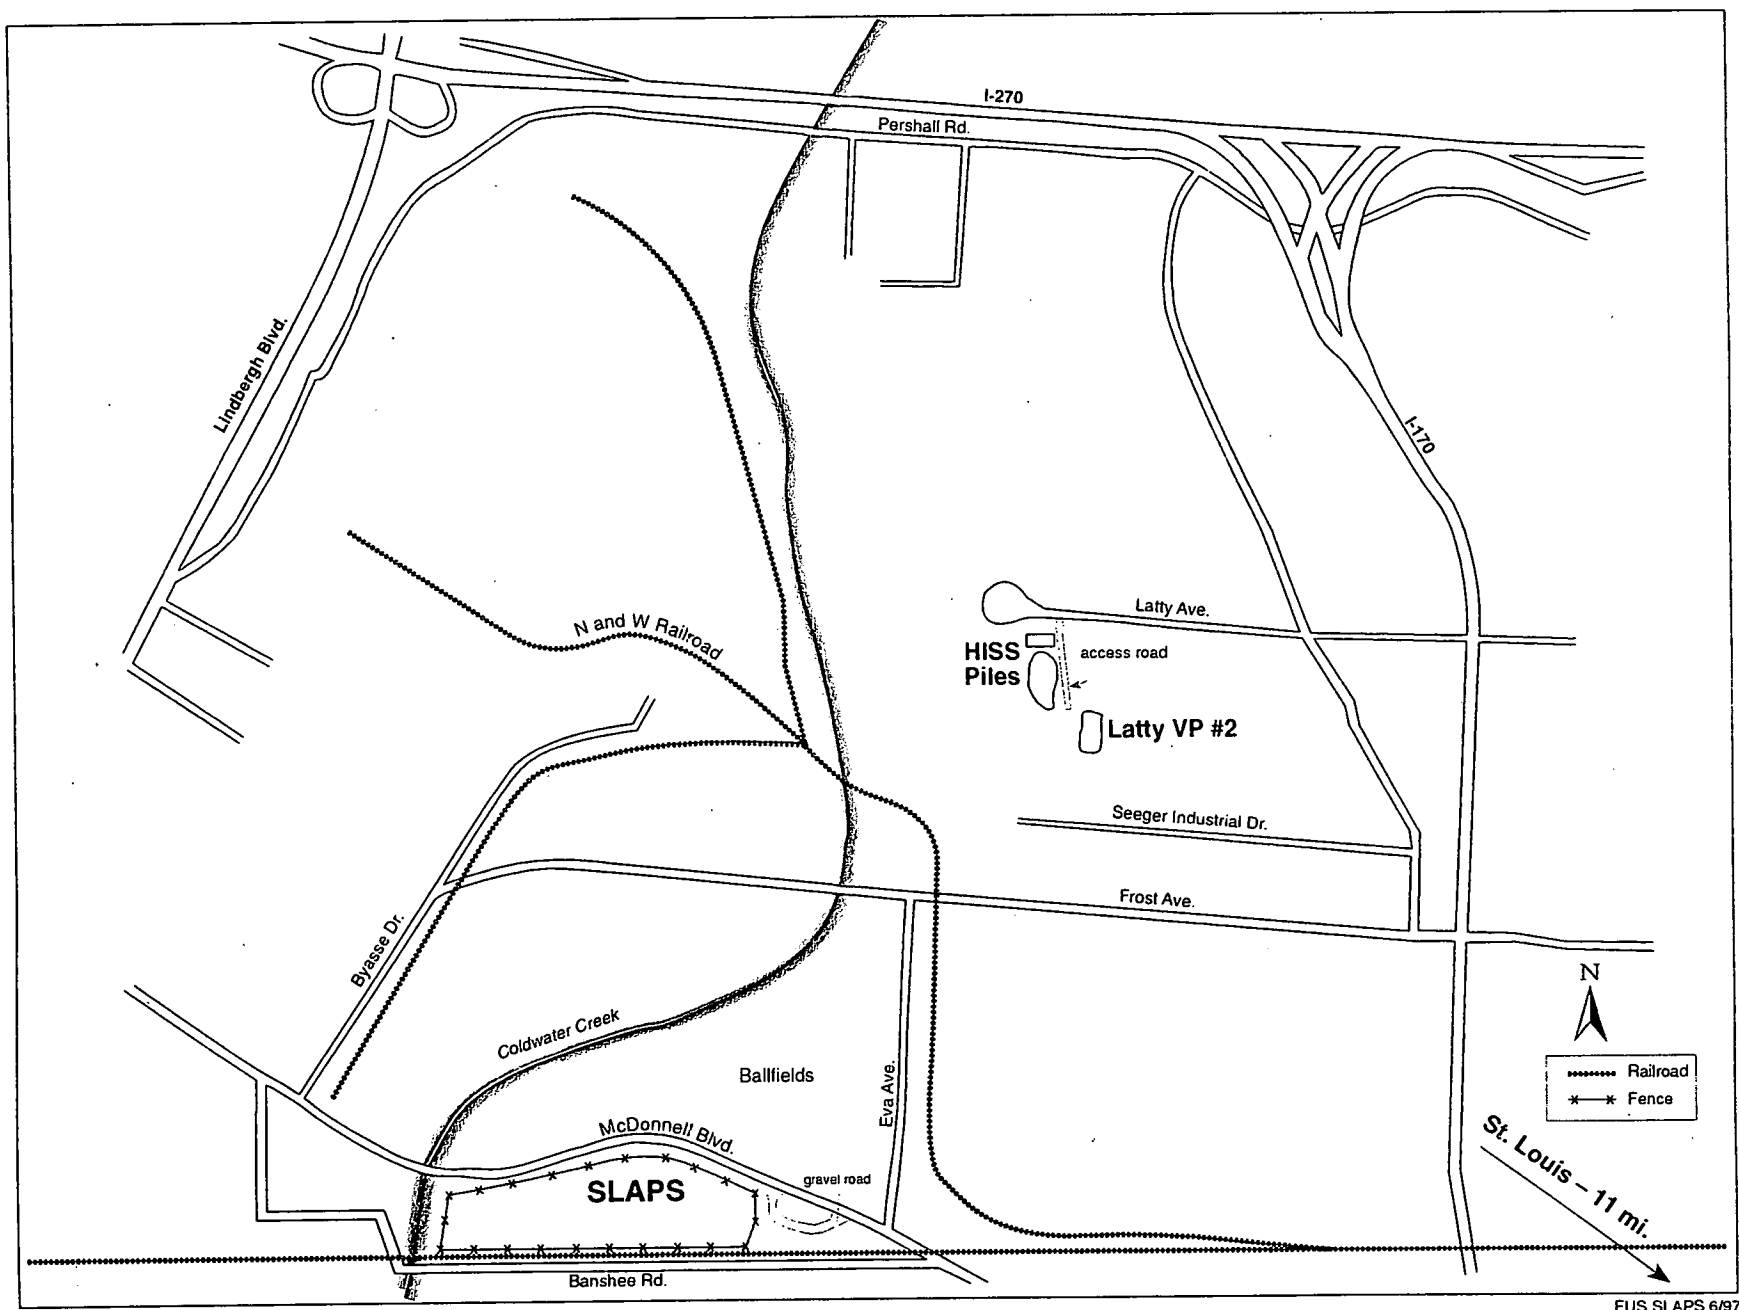 I-270
Pershall Rd.
Lindbergh Blvd.
I-170
N and W Railroad
Latty Ave.
HISS
Piles
access road
Latty VP #2
Seeger Industrial Dr.
Frost Ave.
Byasse Dr.
Coldwater Creek
Ballfields
Eva Ave.
McDonnell Blvd.
gravel road
SLAPS
Banshee Rd.
N
Railroad
Fence
St. Louis – 11 mi.
FUS SLAPS 6/97